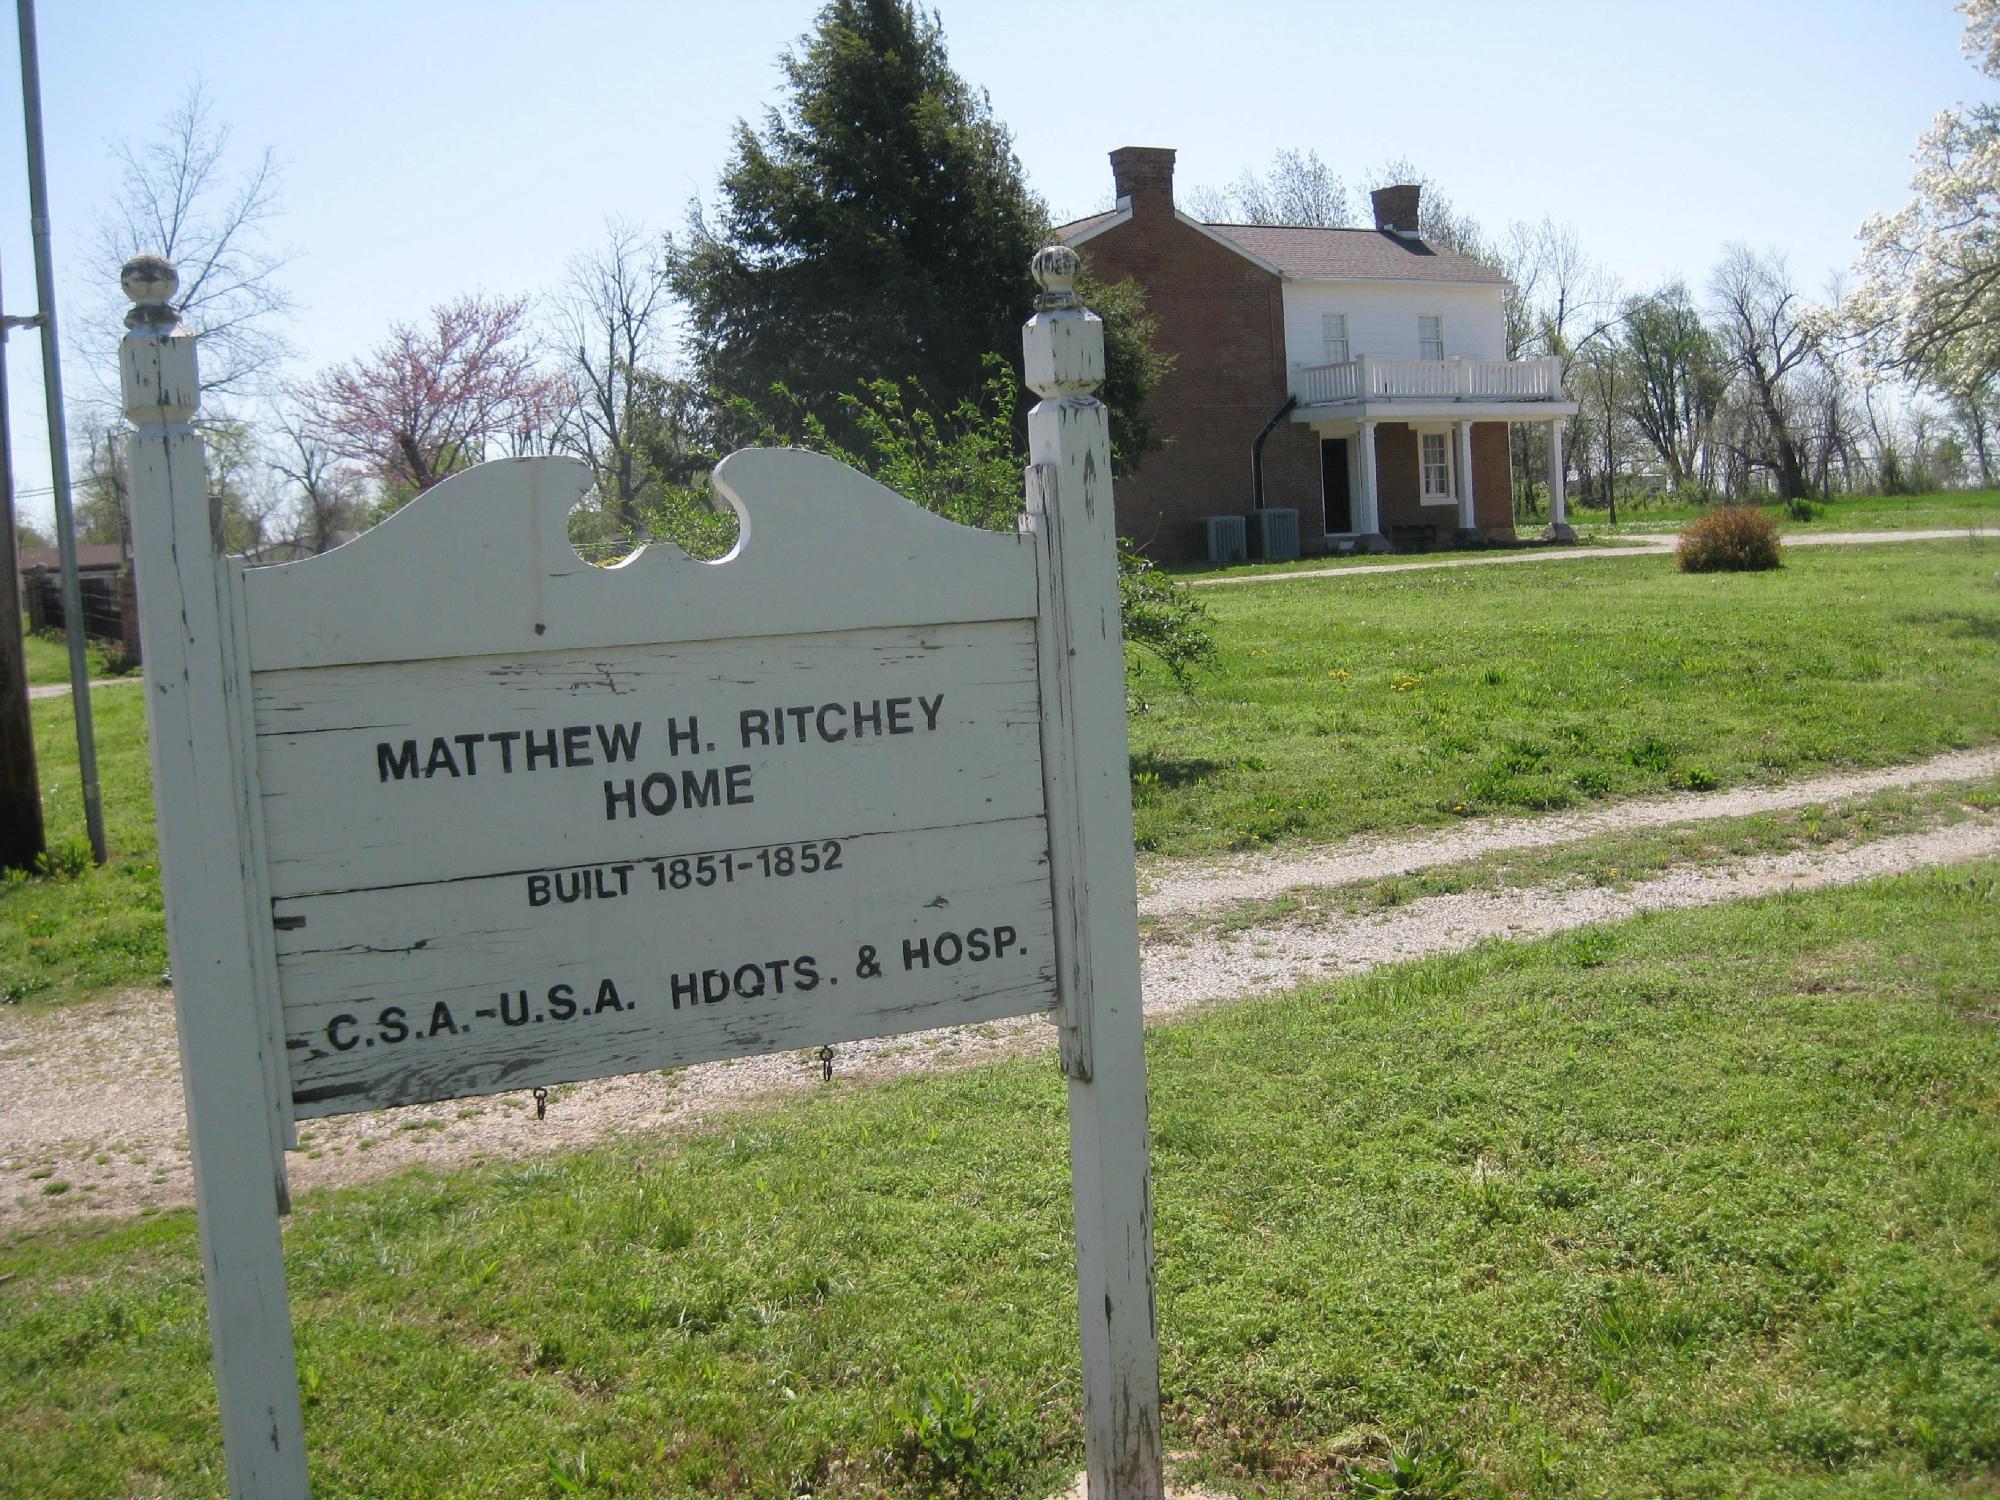 MATTHEW H. RITCHEY
HOME
BUILT 1851-1852
C.S.A.-U.S.A. HDQTS. & HOSP.